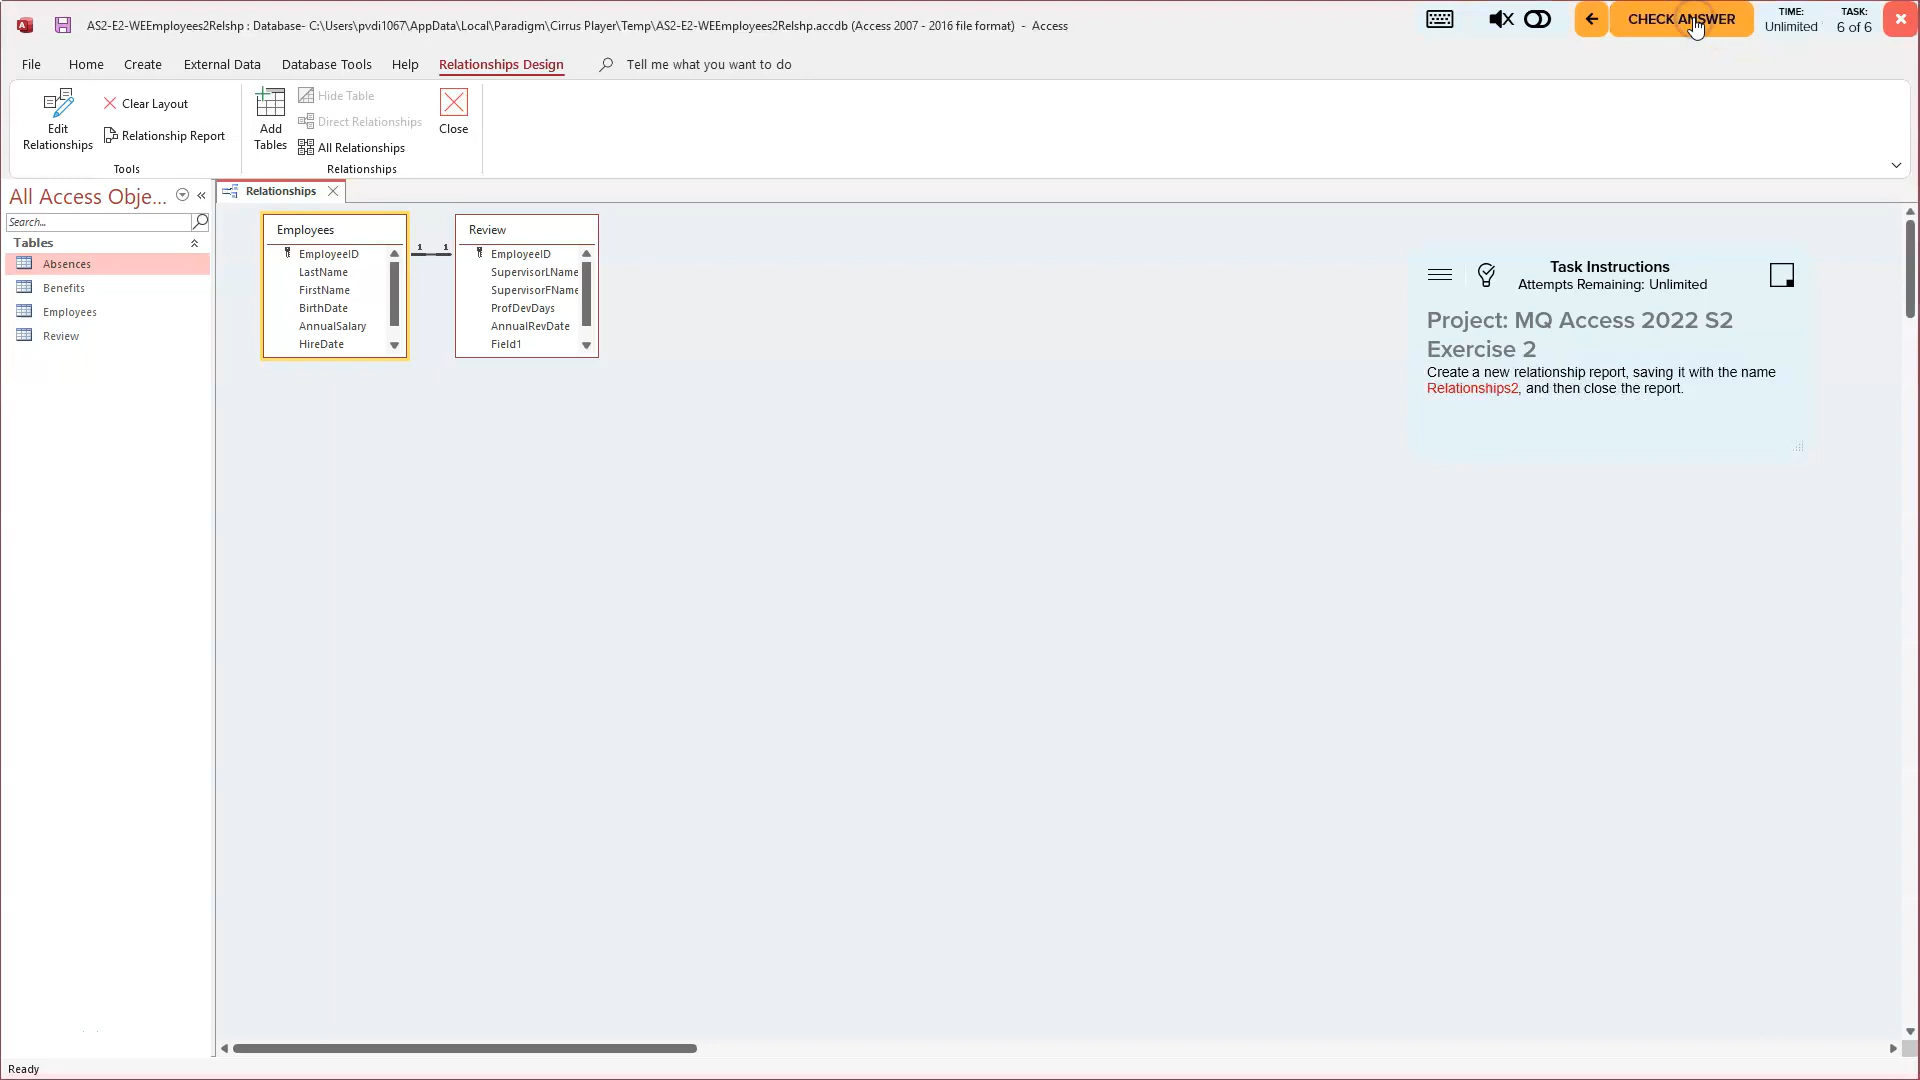 AS2-E2-WEEmployees2Relshp : Database- C:\Users\pvdi1067\AppData\Local\Paradigm\Cirrus Player\Temp\AS2-E2-WEEmployees2Relshp.accdb (Access 2007 - 2016 file format) - Access
CHECK ANSWER
TIME:
Unlimited
TASK:
6 of 6
File Home Create External Data Database Tools Help Relationships Design Tell me what you want to do
Edit
Relationships
Clear Layout
Relationship Report
Tools
Add
Tables
Hide Table
Direct Relationships
All Relationships
Close
Relationships
All Access Obje...
Search...
Tables
Absences
Benefits
Employees
Review
Relationships
Employees
EmployeeID
LastName
FirstName
BirthDate
AnnualSalary
HireDate
1 1
Review
EmployeeID
SupervisorLName
SupervisorFName
ProfDevDays
AnnualRevDate
Field1
Task Instructions
Attempts Remaining: Unlimited
Project: MQ Access 2022 S2
Exercise 2
Create a new relationship report, saving it with the name
Relationships2, and then close the report.
Ready